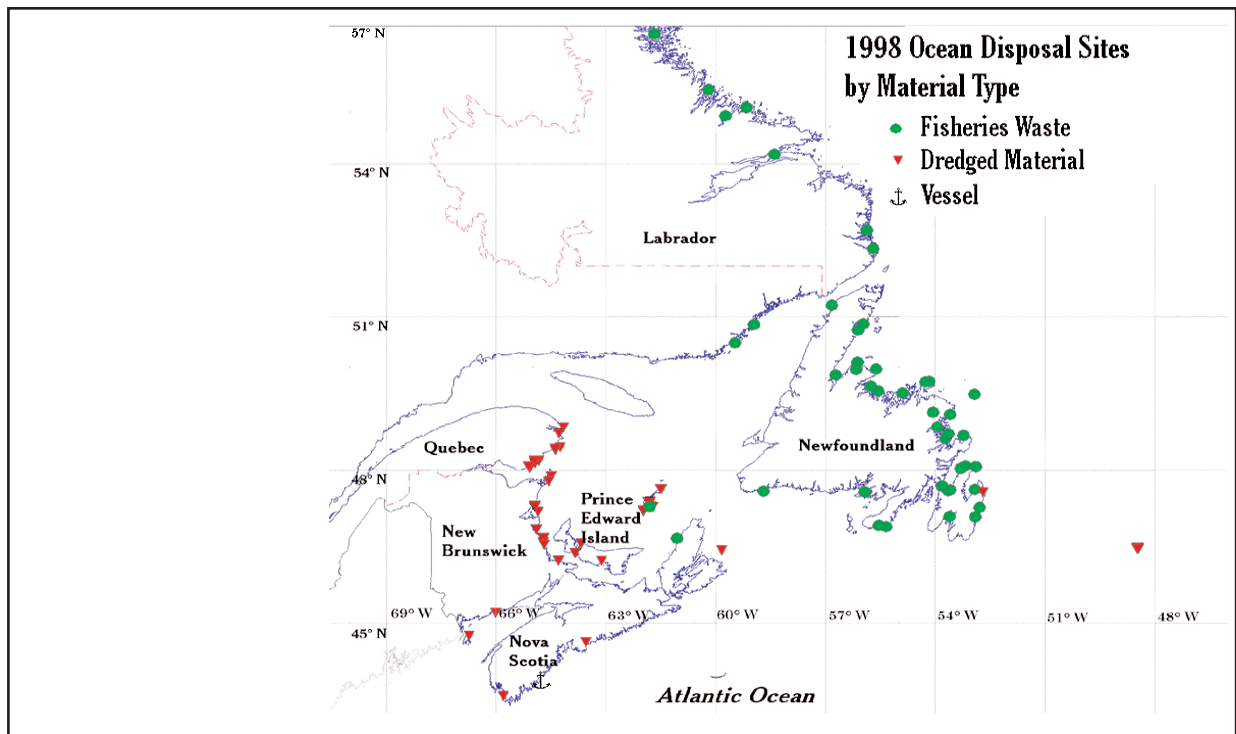 57° N
1998 Ocean Disposal Sites
by Material Type
Fisheries Waste
Dredged Material
Vessel
54° N
Labrador
51° N
Quebec
Newfoundland
48° N
Prince
Edward
Island
New
Brunswick
69° W
66° W
63° W
60° W
57° W
54° W
51° W
48° W
45° N
Nova
Scotia
Atlantic Ocean